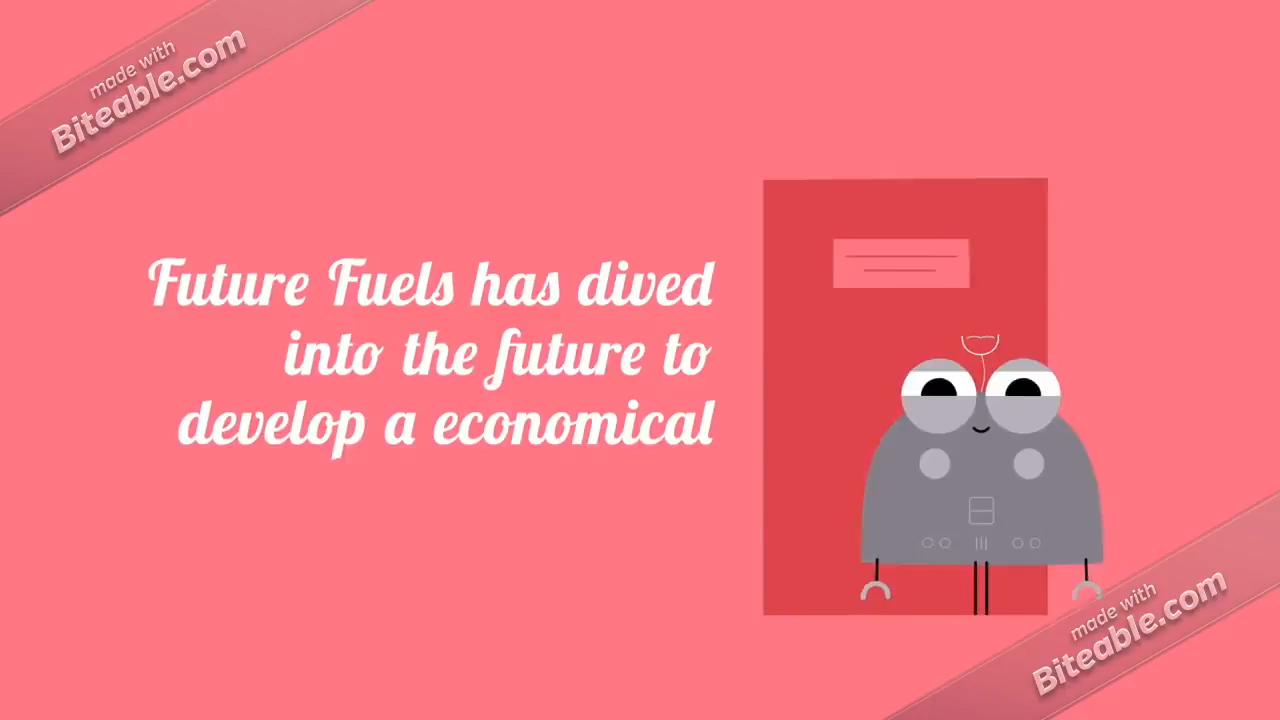 made with
Biteable.com
Future Fuels has dived
into the future to
develop a economical
made with
Biteable.com